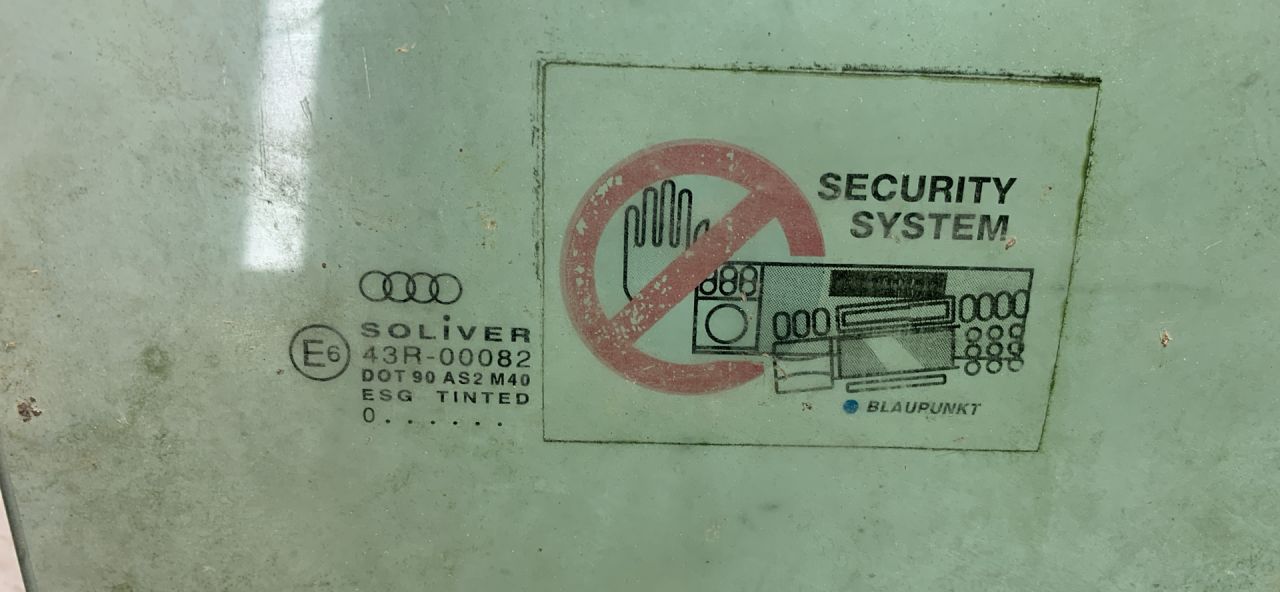 SOLiVER
E6
43R-00082
DOT 90 AS2 M40
ESG TINTED
0......
SECURITY
SYSTEM
888
BLAUPUNKT